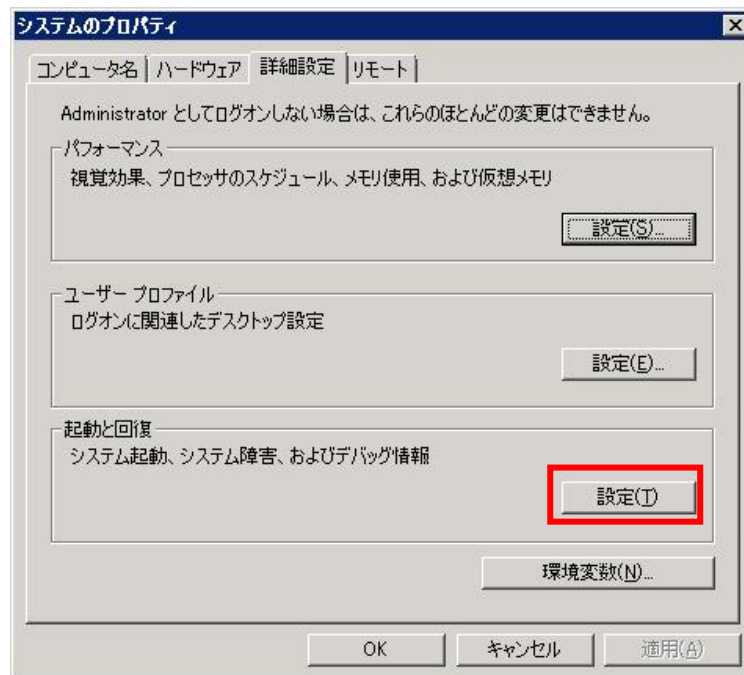 システムのプロパティ
コンピュータ名 ハードウェア 詳細設定 リモート
Administrator としてログオンしない場合は、これらのほとんどの変更はできません。
パフォーマンス
視覚効果、プロセッサのスケジュール、メモリ使用、および仮想メモリ
設定(S)...
ユーザー プロファイル
ログオンに関連したデスクトップ設定
設定(E)...
起動と回復
システム起動、システム障害、およびデバッグ情報
設定(T)
環境変数(N)...
OK キャンセル 適用(A)